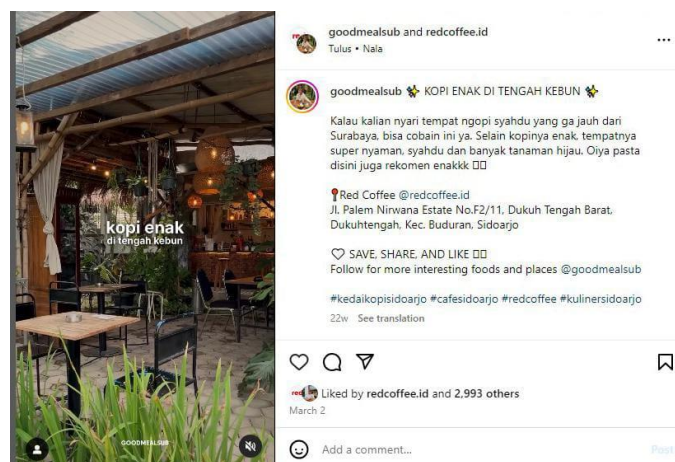 kopi enak
di tengah kebun
GOODMEALSUB
goodmealsub and redcoffee.id
Tulus • Nala
goodmealsub ✨ KOPI ENAK DI TENGAH KEBUN ✨
Kalau kalian nyari tempat ngopi syahdu yang ga jauh dari
Surabaya, bisa cobain ini ya. Selain kopinya enak, tempatnya
super nyaman, syahdu dan banyak tanaman hijau. Oiya pasta
disini juga rekomen enakkk
📍Red Coffee @redcoffee.id
Jl. Palem Nirwana Estate No.F2/11, Dukuh Tengah Barat,
Dukuhtengah, Kec. Buduran, Sidoarjo
♡ SAVE, SHARE, AND LIKE
Follow for more interesting foods and places @goodmealsub
#kedaikopisidoarjo #cafesidoarjo #redcoffee #kulinersidoarjo
22w See translation
Liked by redcoffee.id and 2,993 others
March 2
Add a comment...
Post